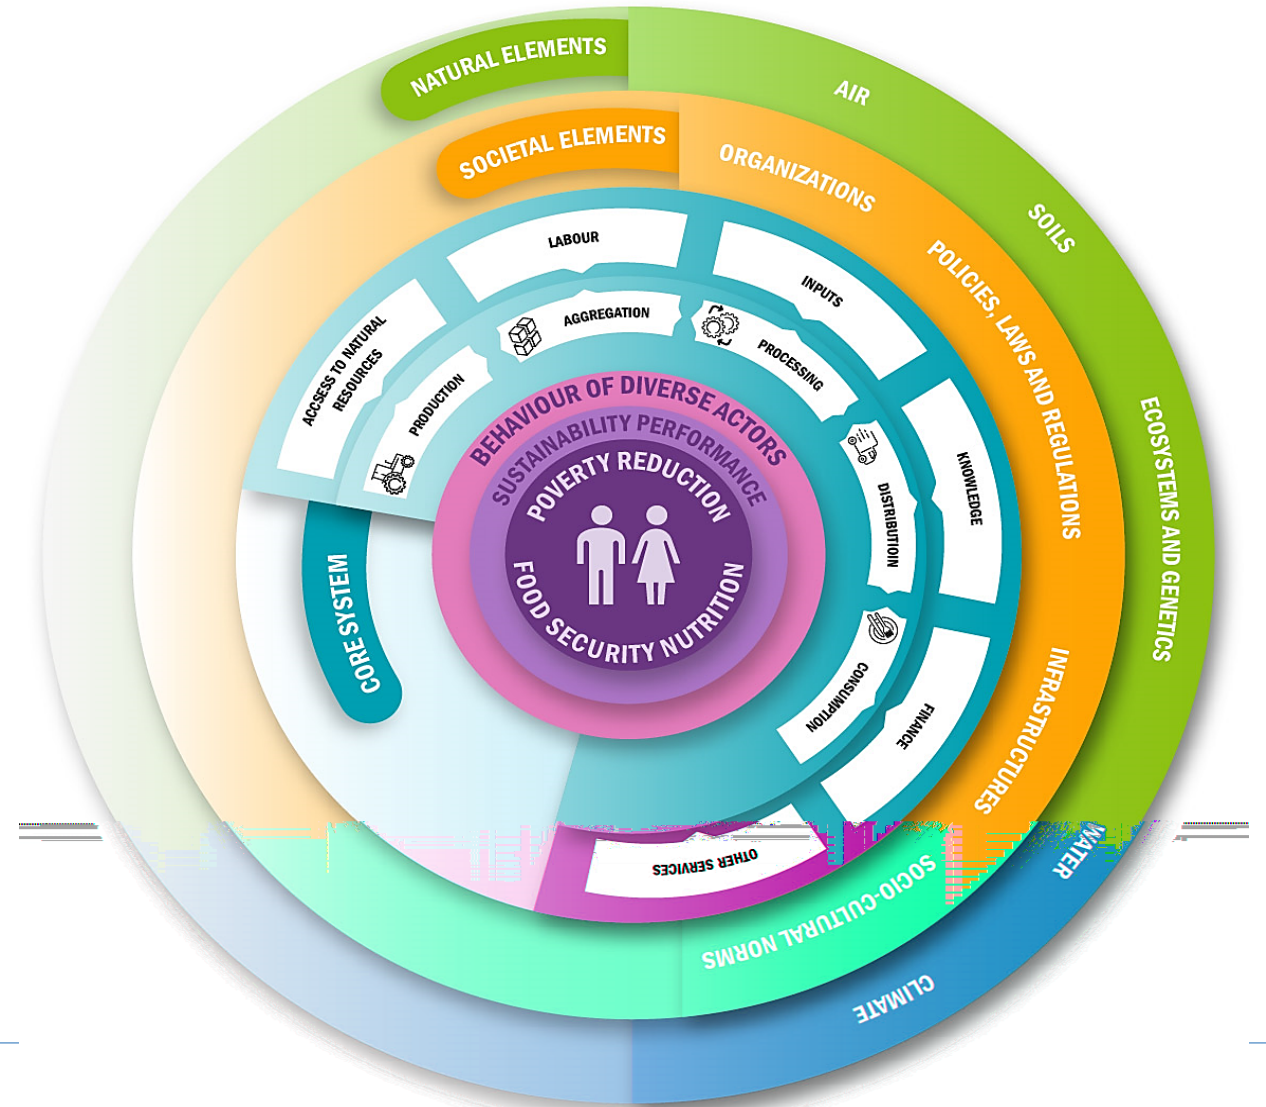 NATURAL ELEMENTS
AIR
SOILS
ECOSYSTEMS AND GENETICS
WATER
CLIMATE
SOCIETAL ELEMENTS
ORGANIZATIONS
POLICIES, LAWS AND REGULATIONS
INFRASTRUCTURES
SOCIO-CULTURAL NORMS
CORE SYSTEM
ACCSESS TO NATURAL
RESOURCES
LABOUR
INPUTS
KNOWLEDGE
FINANCE
OTHER SERVICES
PRODUCTION
AGGREGATION
PROCESSING
DISTRIBUTIOIN
CONSUMPTION
BEHAVIOUR OF DIVERSE ACTORS
SUSTAINABILITY PERFORMANCE
POVERTY REDUCTION
FOOD SECURITY NUTRITION